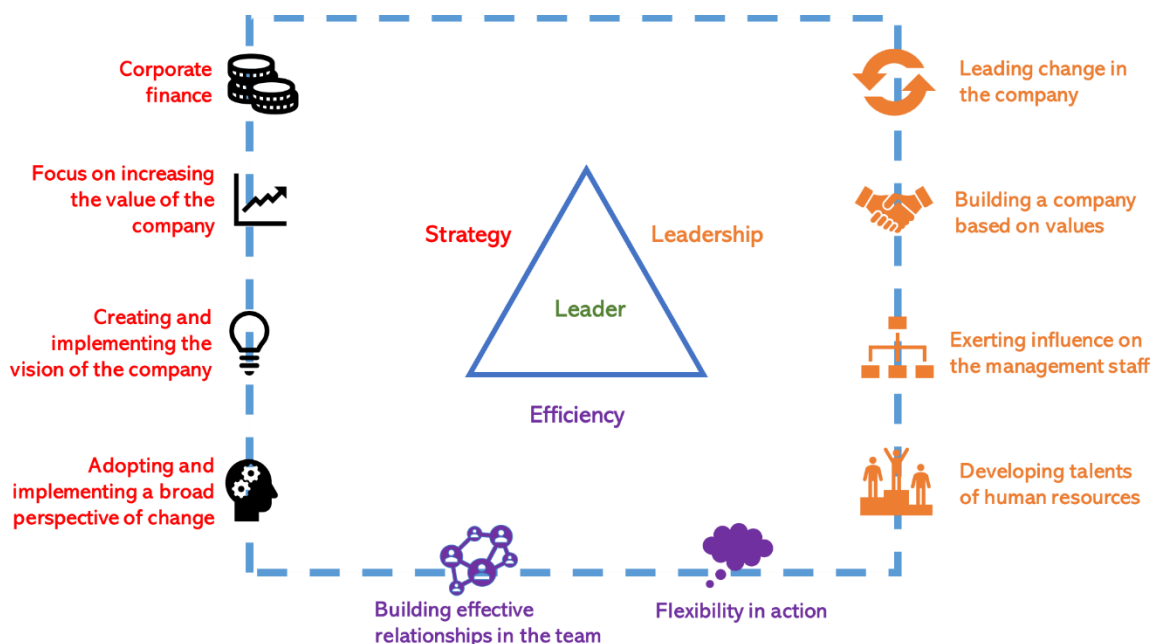 Corporate
finance
Focus on increasing
the value of the
company
Creating and
implementing the
vision of the company
Adopting and
implementing a broad
perspective of change
Strategy
Leadership
Leader
Efficiency
Leading change in
the company
Building a company
based on values
Exerting influence on
the management staff
Developing talents
of human resources
Building effective
relationships in the team
Flexibility in action